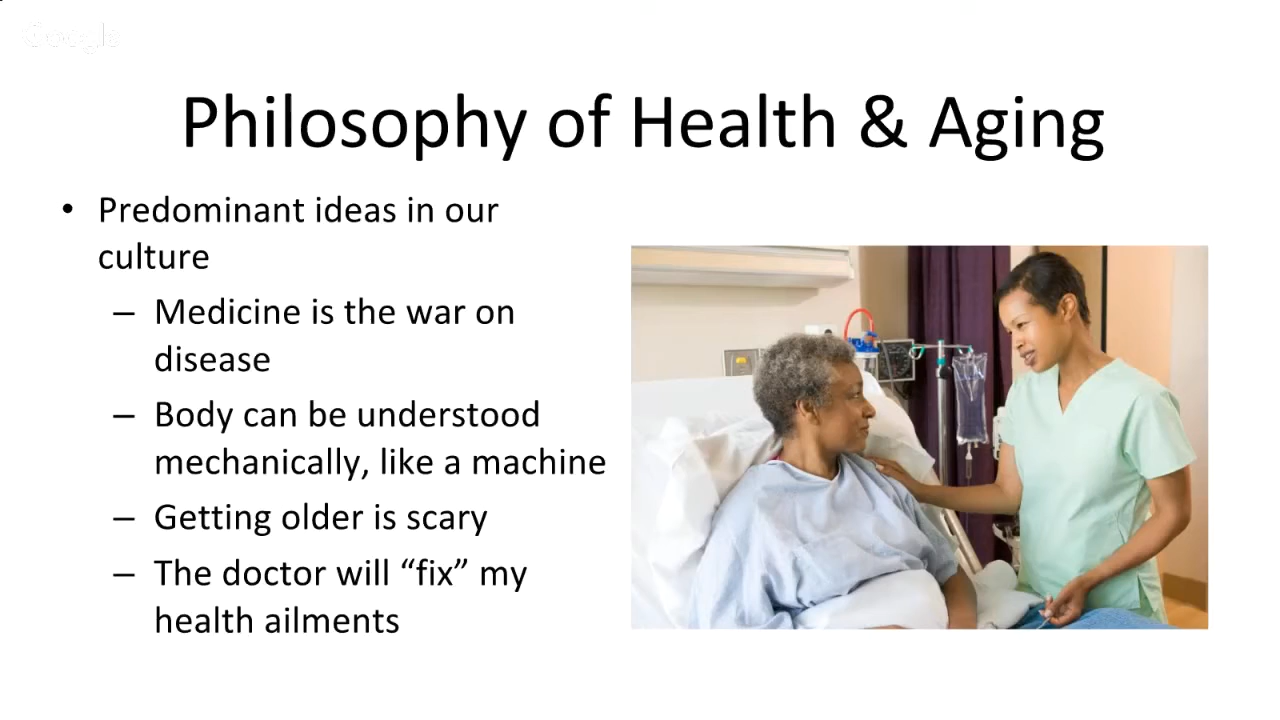 Google
Philosophy of Health & Aging
• Predominant ideas in our
culture
– Medicine is the war on
disease
– Body can be understood
mechanically, like a machine
– Getting older is scary
– The doctor will “fix” my
health ailments